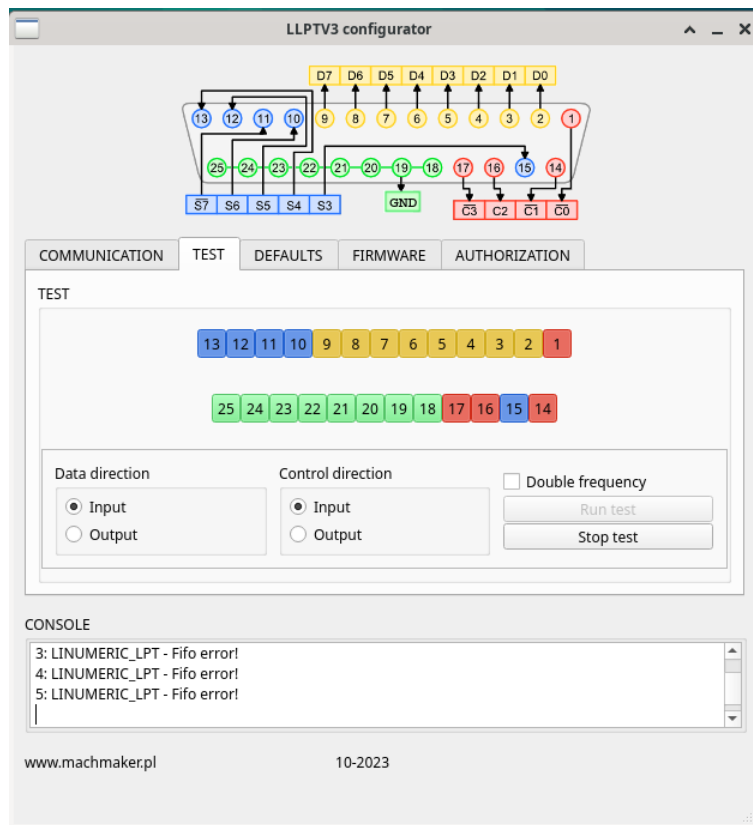 LLPTV3 configurator
D7 D6 D5 D4 D3 D2 D1 D0
13 12 11 10 9 8 7 6 5 4 3 2 1
25 24 23 22 21 20 19 18 17 16 15 14
S̅7̅ S6 S5 S4 S3 GND C̅3̅ C2 C̅1̅ C̅0̅
COMMUNICATION TEST DEFAULTS FIRMWARE AUTHORIZATION
TEST
13 12 11 10 9 8 7 6 5 4 3 2 1
25 24 23 22 21 20 19 18 17 16 15 14
Data direction Control direction Double frequency
Input Input Run test
Output Output Stop test
CONSOLE
3: LINUMERIC_LPT - Fifo error!
4: LINUMERIC_LPT - Fifo error!
5: LINUMERIC_LPT - Fifo error!
www.machmaker.pl 10-2023